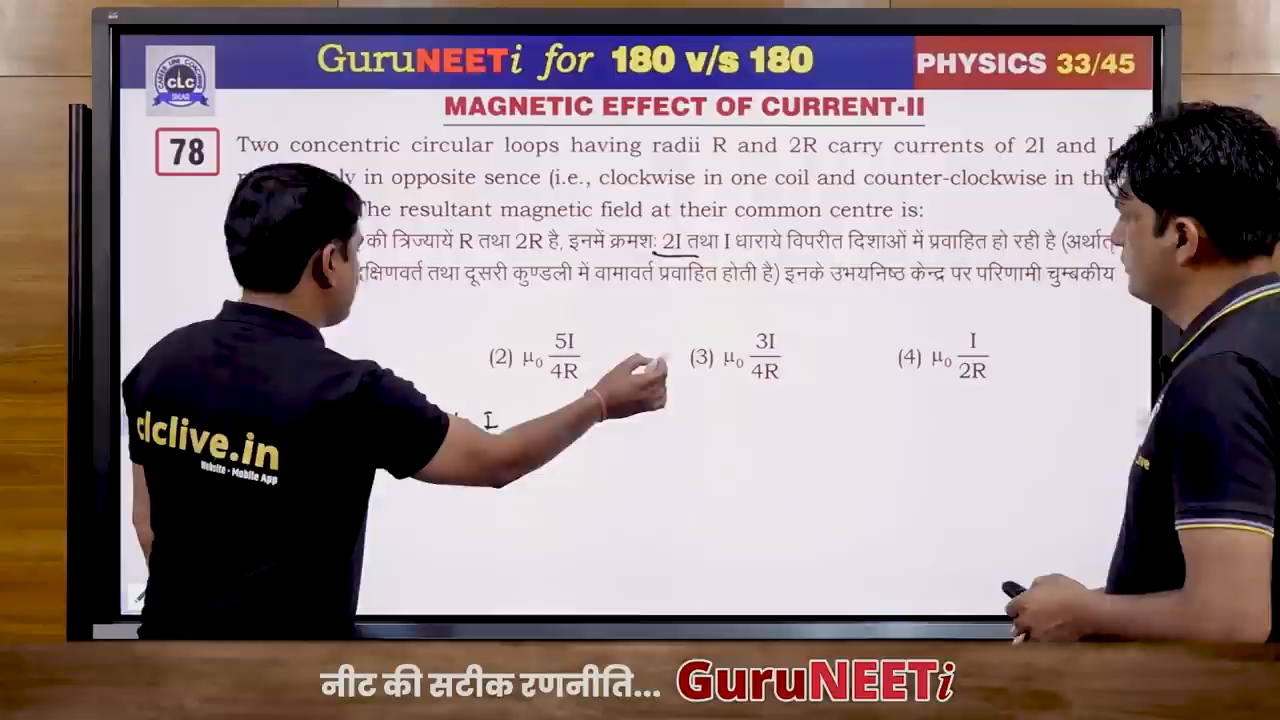 GuruNEETi for 180 v/s 180
PHYSICS 33/45
CLC
SIKAR
MAGNETIC EFFECT OF CURRENT-II
78
Two concentric circular loops having radii R and 2R carry currents of 2I and I
in opposite sence (i.e., clockwise in one coil and counter-clockwise in the
The resultant magnetic field at their common centre is:
की त्रिज्यायें R तथा 2R है, इनमें क्रमशः 2I तथा I धाराये विपरीत दिशाओं में प्रवाहित हो रही है (अर्थात्
तथा दूसरी कुण्डली में वामावर्त प्रवाहित होती है) इनके उभयनिष्ठ केन्द्र पर परिणामी चुम्बकीय
(2) μ₀ 5I/4R (3) μ₀ 3I/4R (4) μ₀ I/2R
I
clclive.in
Website - Mobile App
नीट की सटीक रणनीति... GuruNEETi